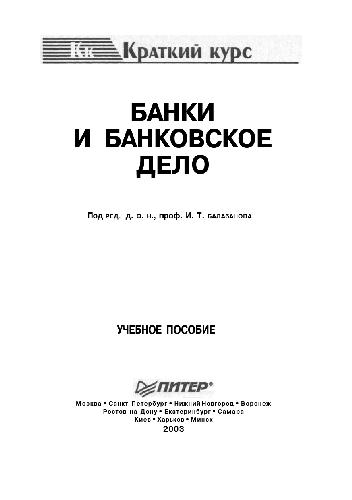 Кк Краткий курс
БАНКИ
И БАНКОВСКОЕ
ДЕЛО
Под ред. д. э. н., проф. И. Т. БАЛАБАНОВА
УЧЕБНОЕ ПОСОБИЕ
ПИТЕР®
Москва • Санкт-Петербург • Нижний Новгород • Воронеж
Ростов-на-Дону • Екатеринбург • Самара
Киев • Харьков • Минск
2003